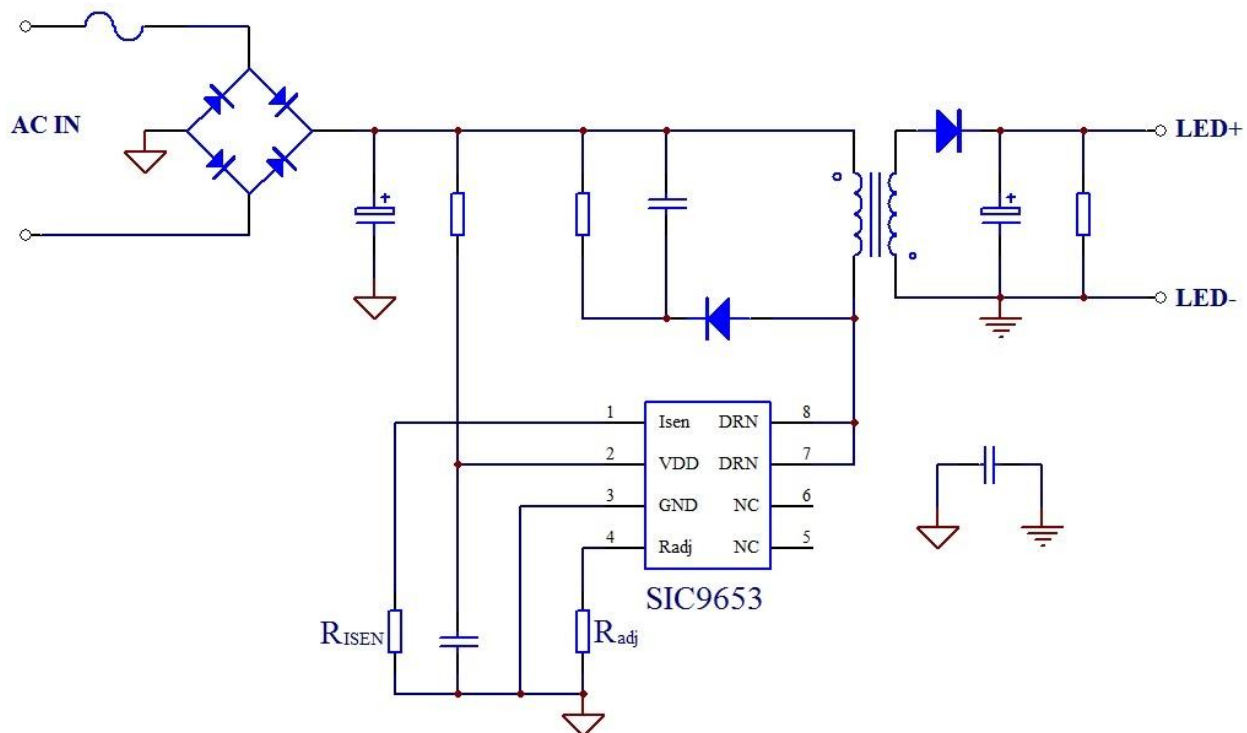 AC IN
LED+
LED-
1 Isen DRN 8
2 VDD DRN 7
3 GND NC 6
4 Radj NC 5
SIC9653
RISEN
Radj